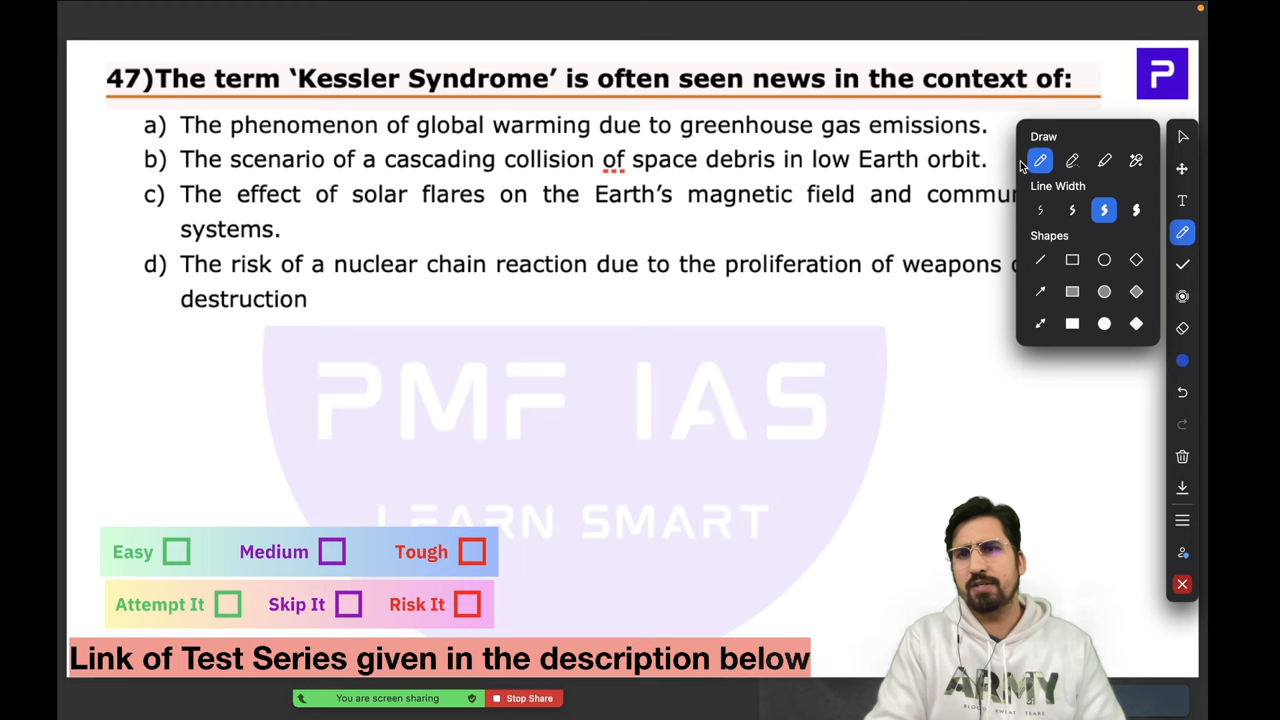 47)The term ‘Kessler Syndrome’ is often seen news in the context of:
a) The phenomenon of global warming due to greenhouse gas emissions.
b) The scenario of a cascading collision of space debris in low Earth orbit.
c) The effect of solar flares on the Earth’s magnetic field and commun
systems.
d) The risk of a nuclear chain reaction due to the proliferation of weapons
destruction
P
Draw
Line Width
Shapes
T
PMF IAS
LEARN SMART
Easy Medium Tough
Attempt It Skip It Risk It
Link of Test Series given in the description below
ARMY
BLOOD SWEAT TEARS
You are screen sharing Stop Share